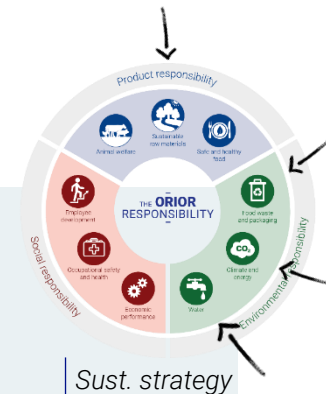 Product responsibility
Animal welfare
Sustainable
raw materials
Safe and healthy
food
THE ORIOR
RESPONSIBILITY
Employee
development
Food waste
and packaging
Occupational safety
and health
CO₂
Climate and
energy
Economic
performance
Water
Social responsibility
Environmental responsibility
Sust. strategy